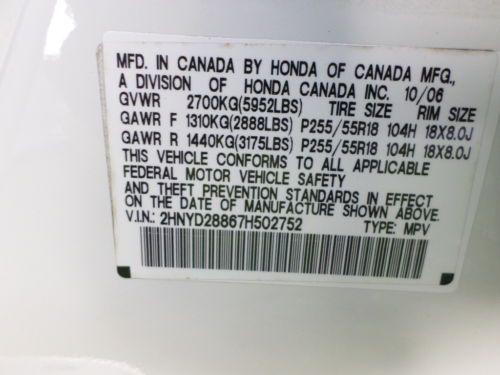 MFD. IN CANADA BY HONDA OF CANADA MFG.,
A DIVISION OF HONDA CANADA INC. 10/06
GVWR 2700KG(5952LBS) TIRE SIZE RIM SIZE
GAWR F 1310KG(2888LBS) P255/55R18 104H 18X8.0J
GAWR R 1440KG(3175LBS) P255/55R18 104H 18X8.0J
THIS VEHICLE CONFORMS TO ALL APPLICABLE
FEDERAL MOTOR VEHICLE SAFETY
AND THEFT PREVENTION STANDARDS IN EFFECT
ON THE DATE OF MANUFACTURE SHOWN ABOVE.
V.I.N.: 2HNYD28867H502752 TYPE: MPV